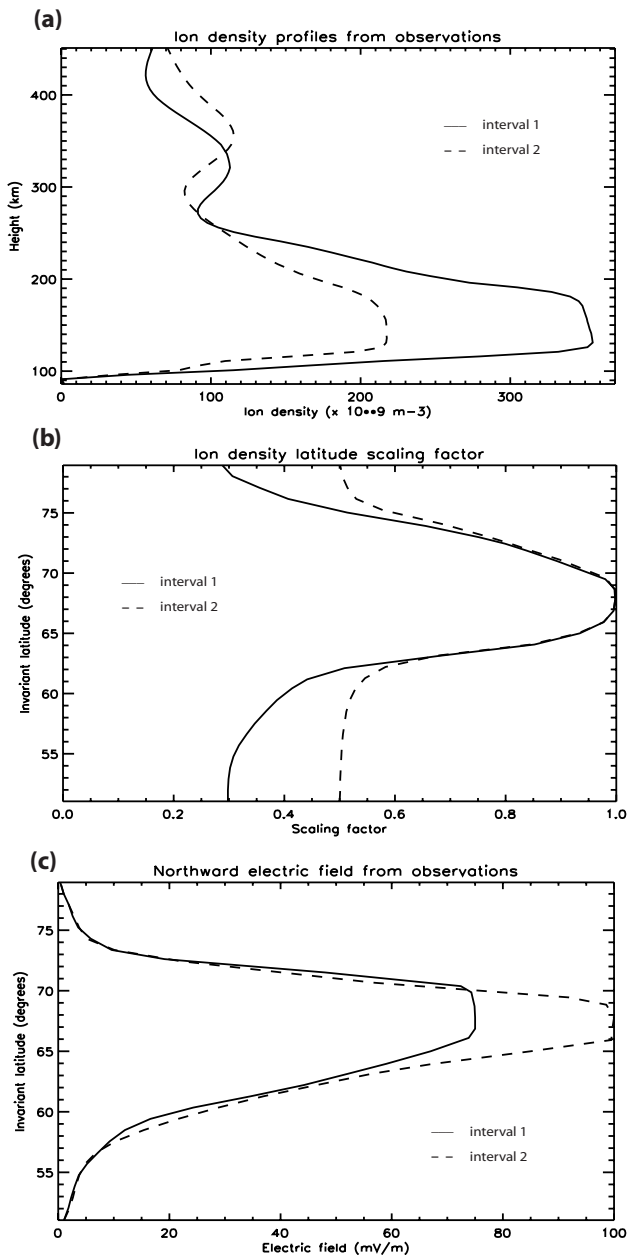 (a)
Ion density profiles from observations
400
300
200
100
Height (km)
interval 1
interval 2
0
100
200
300
Ion density (x 10**9 m-3)
(b)
Ion density latitude scaling factor
75
70
65
60
55
Invariant latitude (degrees)
interval 1
interval 2
0.0
0.2
0.4
0.6
0.8
1.0
Scaling factor
(c)
Northward electric field from observations
75
70
65
60
55
Invariant latitude (degrees)
interval 1
interval 2
0
20
40
60
80
100
Electric field (mV/m)